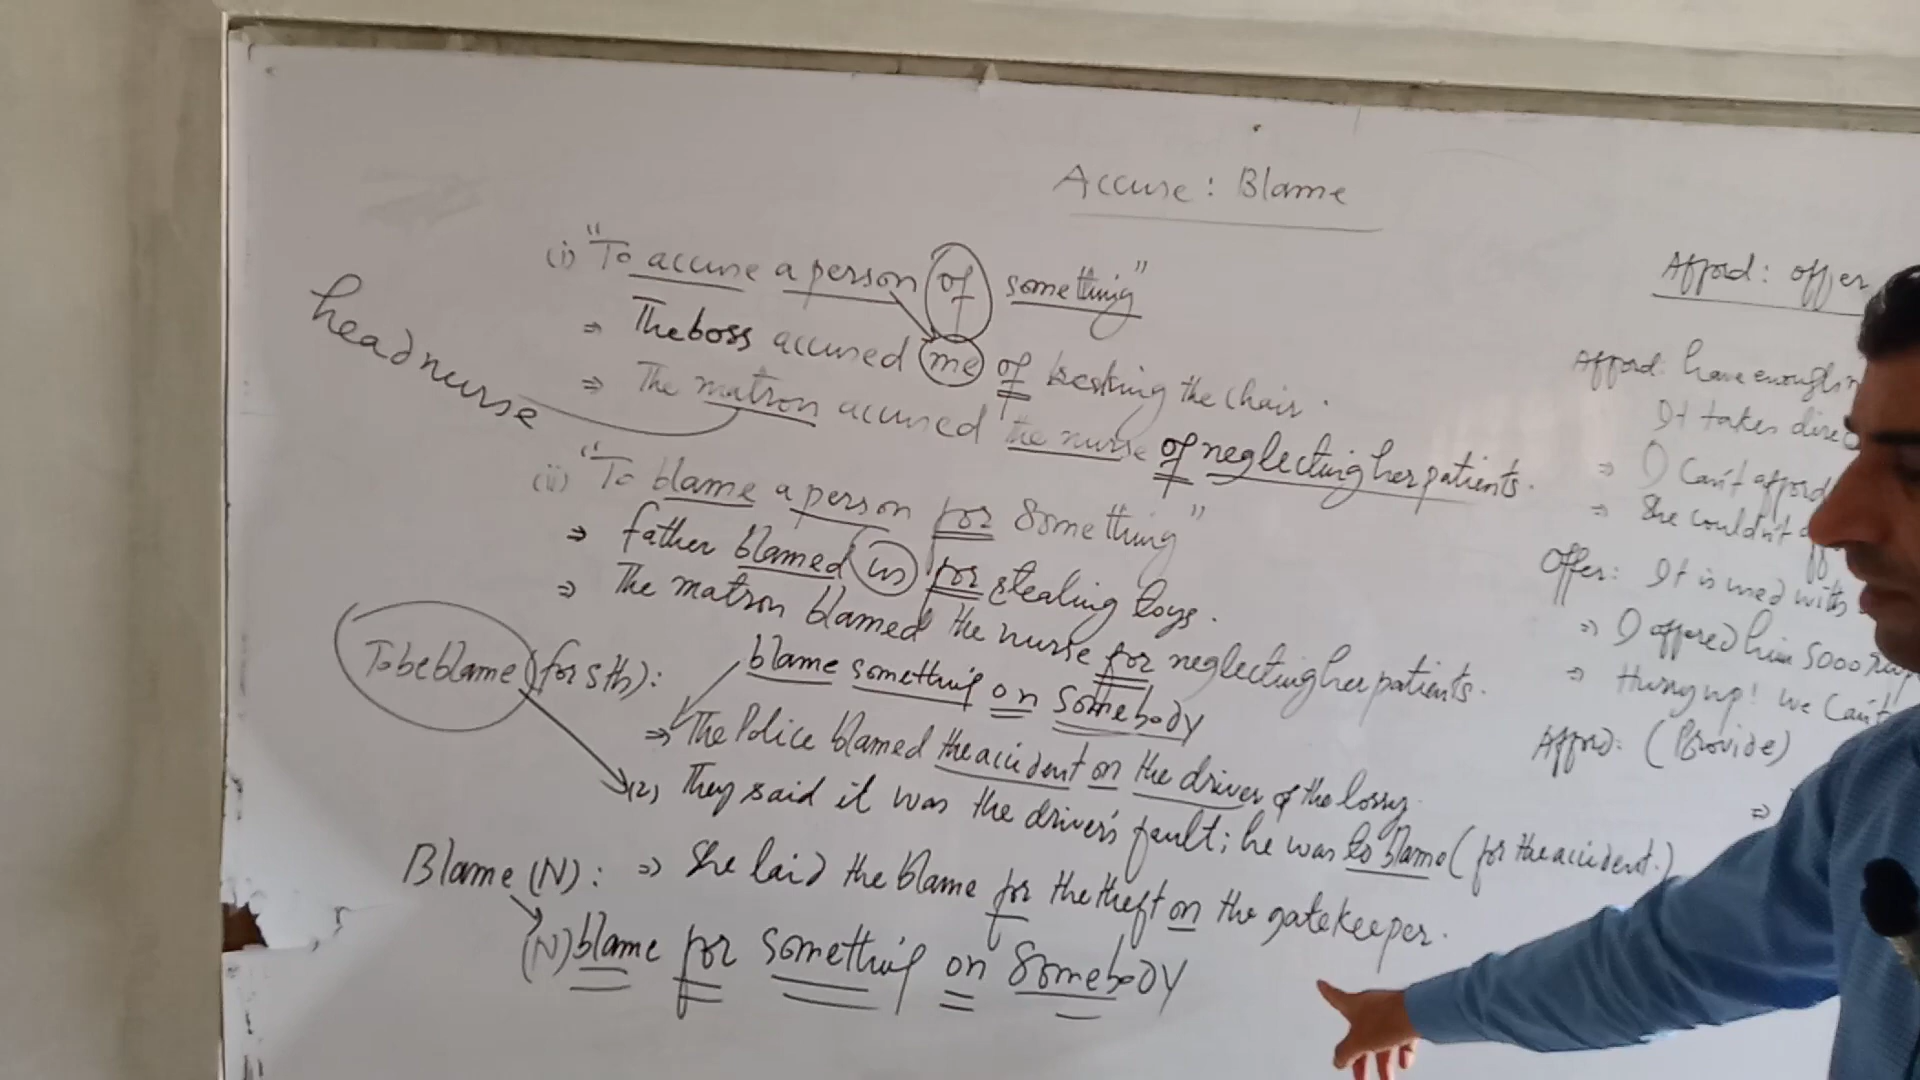 Accuse: Blame
(i) "To accuse a person of something"
⇒ The boss accused me of breaking the chair.
⇒ The matron accused the nurse of neglecting her patients.
head nurse
(ii) "To blame a person for something"
⇒ father blamed us for stealing toys.
⇒ The matron blamed the nurse for neglecting her patients.
To be blame (for sth):
blame something on somebody
⇒ The Police blamed the accident on the driver of the lorry.
(2) They said it was the driver's fault; he was to blame (for the accident.)
Blame (N): ⇒ She laid the blame for the theft on the gatekeeper.
(N) blame for something on Somebody
Afford: offer
Afford: have enough
It takes direc
⇒ I can't afford
⇒ She couldn't
Offer: It is used with
⇒ I offered him 5000
⇒ Hurry up! we can't
Afford: (Provide)
⇒